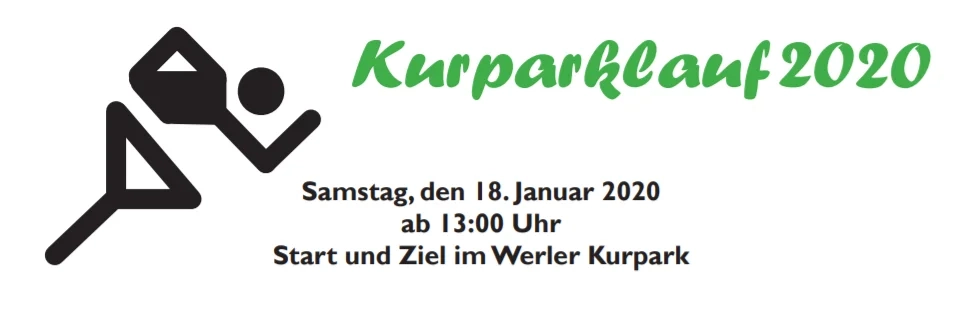 Kurparklauf 2020
Samstag, den 18. Januar 2020
ab 13:00 Uhr
Start und Ziel im Werler Kurpark